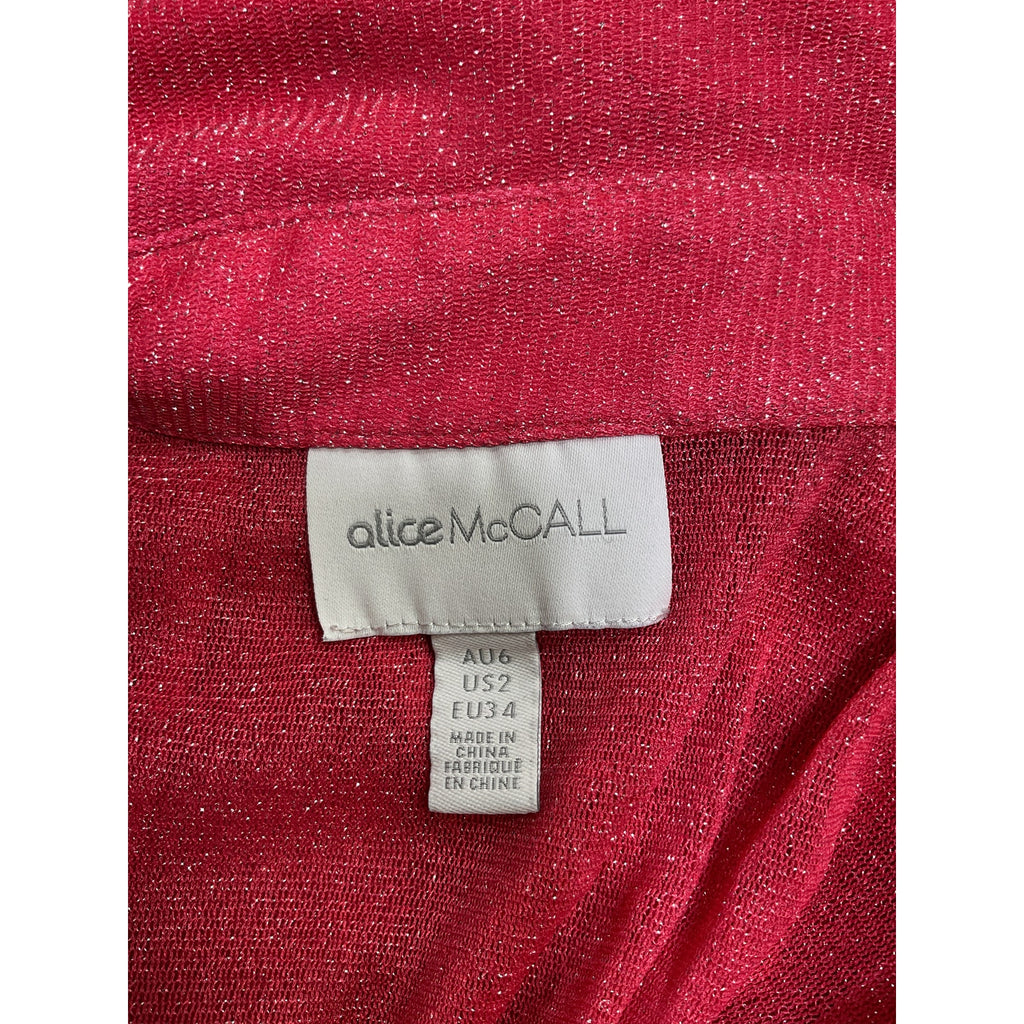 alice McCALL
AU6
US2
EU34
MADE IN
CHINA
FABRIQUÉ
EN CHINE